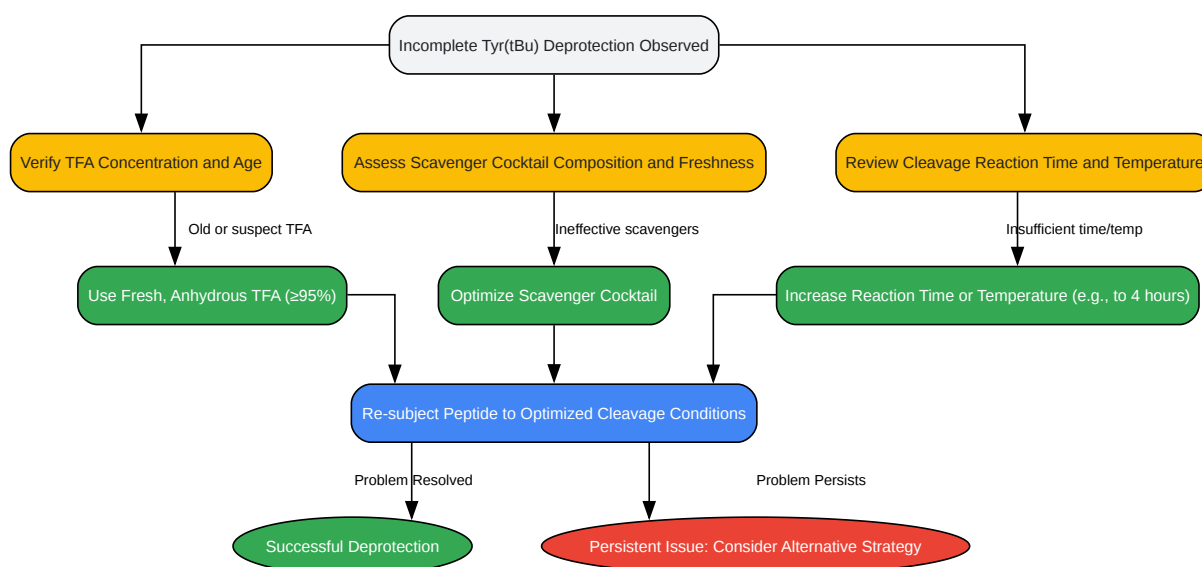 Incomplete Tyr(tBu) Deprotection Observed
Verify TFA Concentration and Age
Assess Scavenger Cocktail Composition and Freshness
Review Cleavage Reaction Time and Temperature
Old or suspect TFA
Ineffective scavengers
Insufficient time/temp
Use Fresh, Anhydrous TFA (≥95%)
Optimize Scavenger Cocktail
Increase Reaction Time or Temperature (e.g., to 4 hours)
Re-subject Peptide to Optimized Cleavage Conditions
Problem Resolved
Problem Persists
Successful Deprotection
Persistent Issue: Consider Alternative Strategy